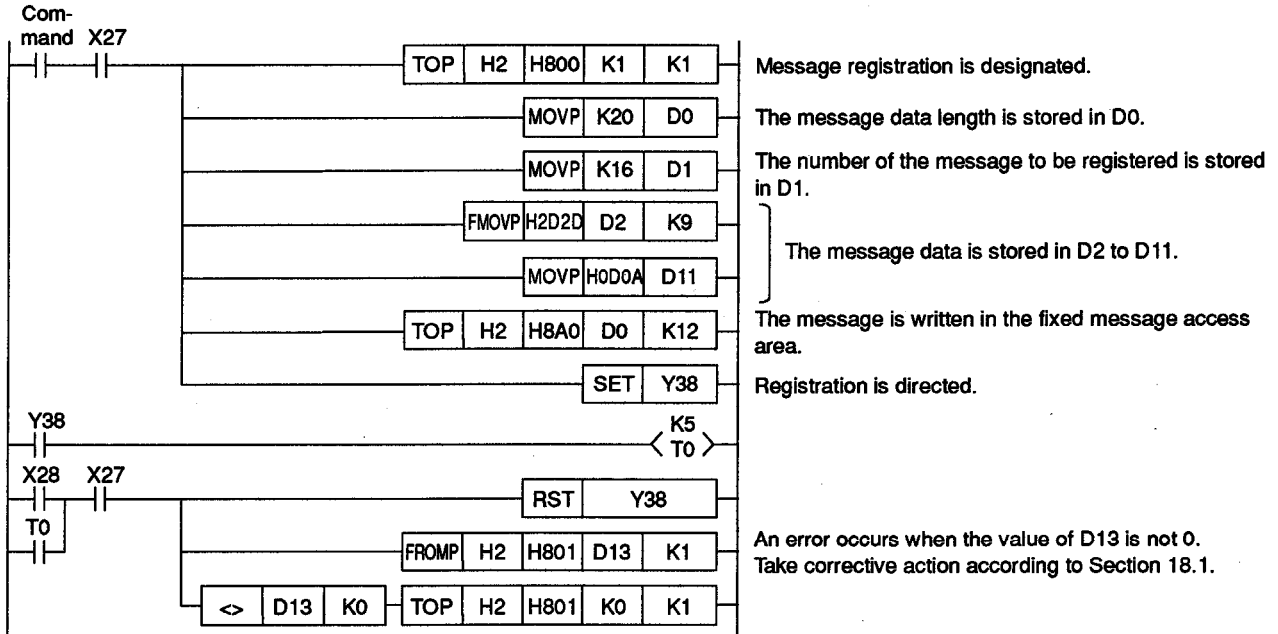 Com-
mand X27
TOP H2 H800 K1 K1 Message registration is designated.
MOVP K20 D0 The message data length is stored in D0.
MOVP K16 D1 The number of the message to be registered is stored
in D1.
FMOVP H2D2D D2 K9
The message data is stored in D2 to D11.
MOVP H0D0A D11
TOP H2 H8A0 D0 K12 The message is written in the fixed message access
area.
SET Y38 Registration is directed.
Y38 K5
T0
X28 X27
RST Y38
T0
FROMP H2 H801 D13 K1 An error occurs when the value of D13 is not 0.
Take corrective action according to Section 18.1.
<> D13 K0 TOP H2 H801 K0 K1